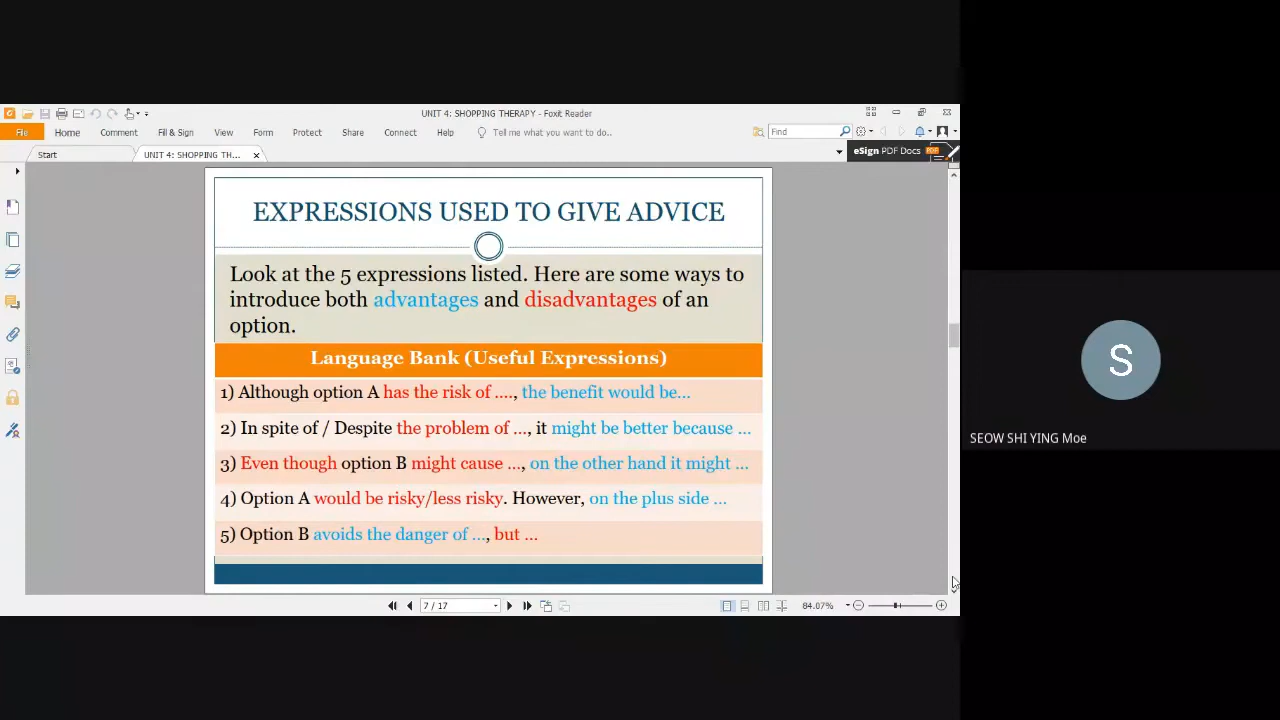 UNIT 4: SHOPPING THERAPY - Foxit Reader
File Home Comment Fill & Sign View Form Protect Share Connect Help Tell me what you want to do.. Find
Start UNIT 4: SHOPPING TH... eSign PDF Docs
EXPRESSIONS USED TO GIVE ADVICE
Look at the 5 expressions listed. Here are some ways to
introduce both advantages and disadvantages of an
option.
Language Bank (Useful Expressions)
1) Although option A has the risk of ...., the benefit would be...
2) In spite of / Despite the problem of ..., it might be better because ...
3) Even though option B might cause ..., on the other hand it might ...
4) Option A would be risky/less risky. However, on the plus side ...
5) Option B avoids the danger of ..., but ...
7 / 17 84.07%
S
SEOW SHI YING Moe